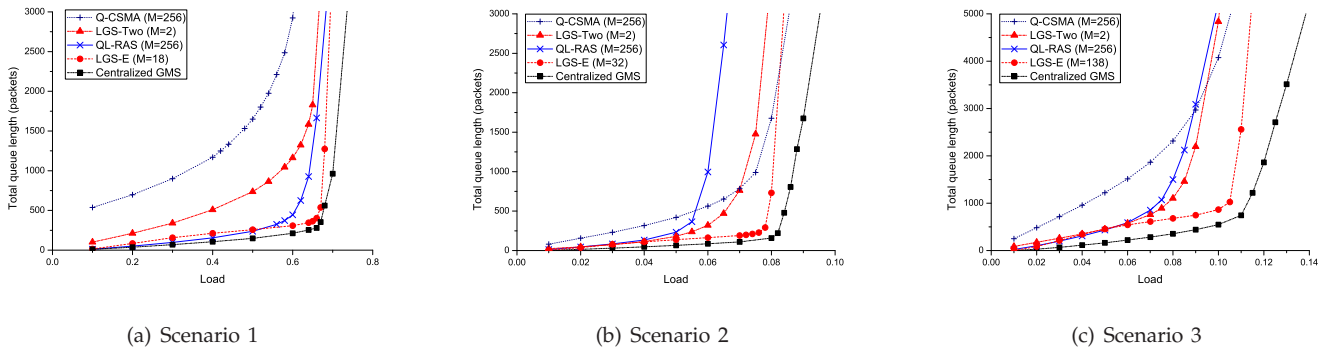 Total queue length (packets)
3000
2500
2000
1500
1000
500
0
Q-CSMA (M=256)
LGS-Two (M=2)
QL-RAS (M=256)
LGS-E (M=18)
Centralized GMS
0.0
0.2
0.4
0.6
0.8
Load
(a) Scenario 1
Total queue length (packets)
3000
2500
2000
1500
1000
500
0
Q-CSMA (M=256)
LGS-Two (M=2)
QL-RAS (M=256)
LGS-E (M=32)
Centralized GMS
0.00
0.02
0.04
0.06
0.08
0.10
Load
(b) Scenario 2
Total queue length (packets)
5000
4000
3000
2000
1000
0
Q-CSMA (M=256)
LGS-Two (M=2)
QL-RAS (M=256)
LGS-E (M=138)
Centralized GMS
0.00
0.02
0.04
0.06
0.08
0.10
0.12
0.14
Load
(c) Scenario 3